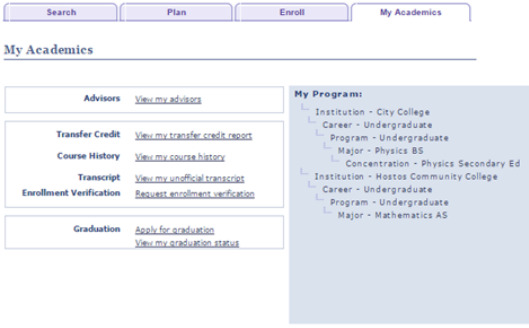 Search Plan Enroll My Academics
My Academics
Advisors View my advisors
Transfer Credit View my transfer credit report
Course History View my course history
Transcript View my unofficial transcript
Enrollment Verification Request enrollment verification
Graduation Apply for graduation
View my graduation status
My Program:
Institution - City College
Career - Undergraduate
Program - Undergraduate
Major - Physics BS
Concentration - Physics Secondary Ed
Institution - Hostos Community College
Career - Undergraduate
Program - Undergraduate
Major - Mathematics AS